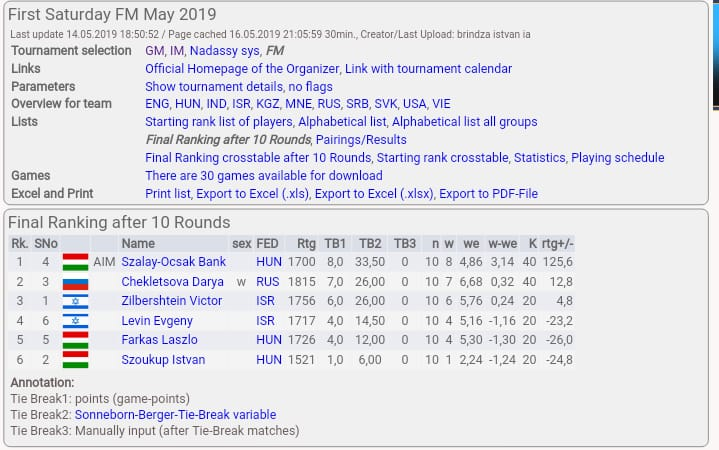 First Saturday FM May 2019
Last update 14.05.2019 18:50:52 / Page cached 16.05.2019 21:05:59 30min., Creator/Last Upload: brindza istvan ia
Tournament selection GM, IM, Nadassy sys, FM
Links Official Homepage of the Organizer, Link with tournament calendar
Parameters Show tournament details, no flags
Overview for team ENG, HUN, IND, ISR, KGZ, MNE, RUS, SRB, SVK, USA, VIE
Lists Starting rank list of players, Alphabetical list, Alphabetical list all groups
Final Ranking after 10 Rounds, Pairings/Results
Final Ranking crosstable after 10 Rounds, Starting rank crosstable, Statistics, Playing schedule
Games There are 30 games available for download
Excel and Print Print list, Export to Excel (.xls), Export to Excel (.xlsx), Export to PDF-File
Final Ranking after 10 Rounds
Rk. SNo Name sex FED Rtg TB1 TB2 TB3 n w we w-we K rtg+/-
1 4 AIM Szalay-Ocsak Bank HUN 1700 8,0 33,50 0 10 8 4,86 3,14 40 125,6
2 3 Chekletsova Darya w RUS 1815 7,0 26,00 0 10 7 6,68 0,32 40 12,8
3 1 Zilbershtein Victor ISR 1756 6,0 26,00 0 10 6 5,76 0,24 20 4,8
4 6 Levin Evgeny ISR 1717 4,0 14,50 0 10 4 5,16 -1,16 20 -23,2
5 5 Farkas Laszlo HUN 1726 4,0 12,00 0 10 4 5,30 -1,30 20 -26,0
6 2 Szoukup Istvan HUN 1521 1,0 6,00 0 10 1 2,24 -1,24 20 -24,8
Annotation:
Tie Break1: points (game-points)
Tie Break2: Sonneborn-Berger-Tie-Break variable
Tie Break3: Manually input (after Tie-Break matches)